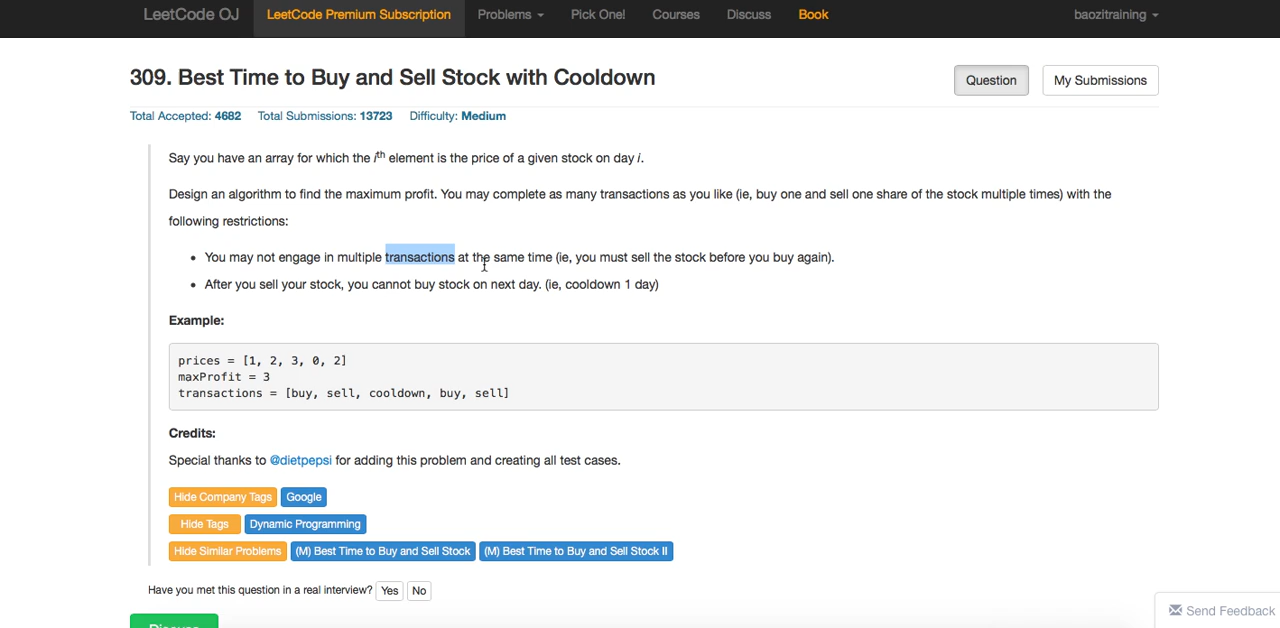 LeetCode OJ LeetCode Premium Subscription Problems Pick One! Courses Discuss Book baozitraining
309. Best Time to Buy and Sell Stock with Cooldown Question My Submissions
Total Accepted: 4682 Total Submissions: 13723 Difficulty: Medium
Say you have an array for which the ith element is the price of a given stock on day i.
Design an algorithm to find the maximum profit. You may complete as many transactions as you like (ie, buy one and sell one share of the stock multiple times) with the
following restrictions:
• You may not engage in multiple transactions at the same time (ie, you must sell the stock before you buy again).
• After you sell your stock, you cannot buy stock on next day. (ie, cooldown 1 day)
Example:
prices = [1, 2, 3, 0, 2]
maxProfit = 3
transactions = [buy, sell, cooldown, buy, sell]
Credits:
Special thanks to @dietpepsi for adding this problem and creating all test cases.
Hide Company Tags Google
Hide Tags Dynamic Programming
Hide Similar Problems (M) Best Time to Buy and Sell Stock (M) Best Time to Buy and Sell Stock II
Have you met this question in a real interview? Yes No
Send Feedback
Discuss